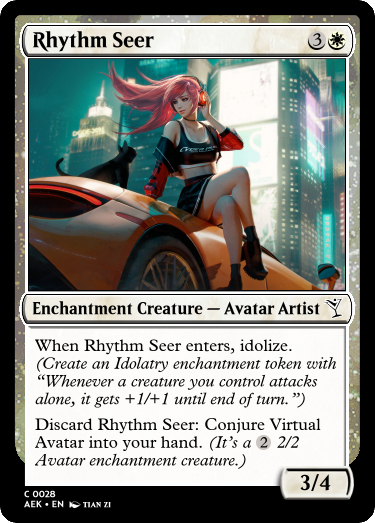 Rhythm Seer 3
Enchantment Creature — Avatar Artist
When Rhythm Seer enters, idolize.
(Create an Idolatry enchantment token with
“Whenever a creature you control attacks
alone, it gets +1/+1 until end of turn.”)
Discard Rhythm Seer: Conjure Virtual
Avatar into your hand. (It’s a 2 2/2
Avatar enchantment creature.)
3/4
C 0028
AEK • EN TIAN ZI